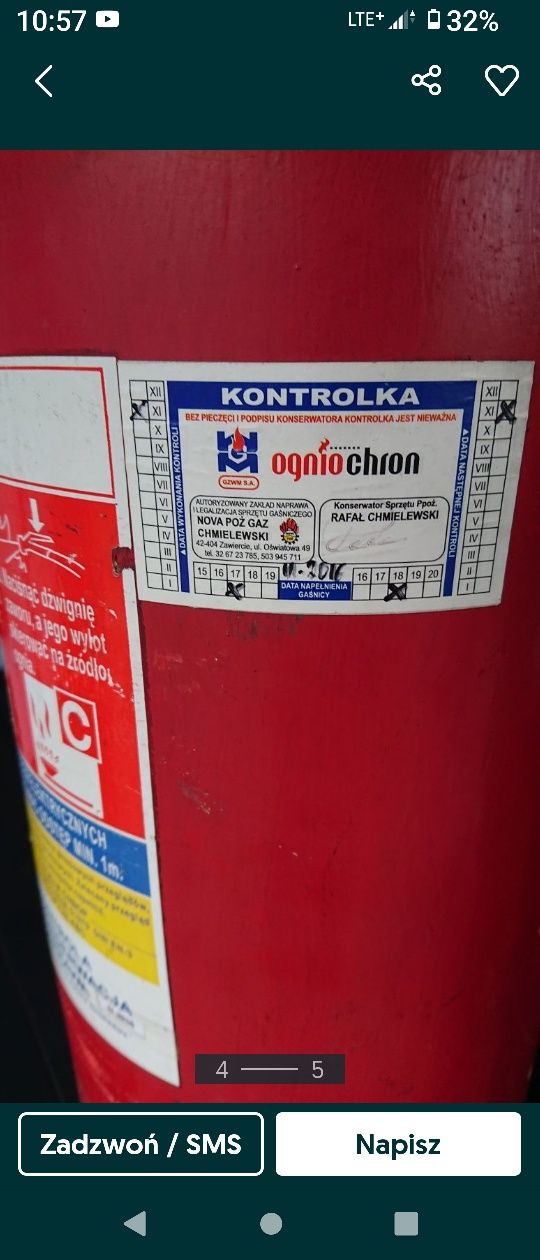 10:57
LTE+
32%
KONTROLKA
BEZ PIECZĘCI I PODPISU KONSERWATORA KONTROLKA JEST NIEWAŻNA
XII
XI
X
IX
VIII
VII
VI
V
IV
III
II
I
DATA WYKONANIA KONTROLI
GZWM S.A.
ogniochron
AUTORYZOWANY ZAKŁAD NAPRAWA
I LEGALIZACJA SPRZĘTU GAŚNICZEGO
NOVA POŻ GAZ
CHMIELEWSKI
42-404 Zawiercie, ul. Oświatowa 49
tel. 32 67 23 785, 503 945 711
Konserwator Sprzętu Ppoż.
RAFAŁ CHMIELEWSKI
DATA NASTĘPNEJ KONTROLI
XII
XI
X
IX
VIII
VII
VI
V
IV
III
II
I
15 16 17 18 19
DATA NAPEŁNIENIA
GAŚNICY
16 17 18 19 20
dźwignię
a jego wylot
na źródło
ognia.
C
MIN. 1m.
4
5
Zadzwoń / SMS
Napisz